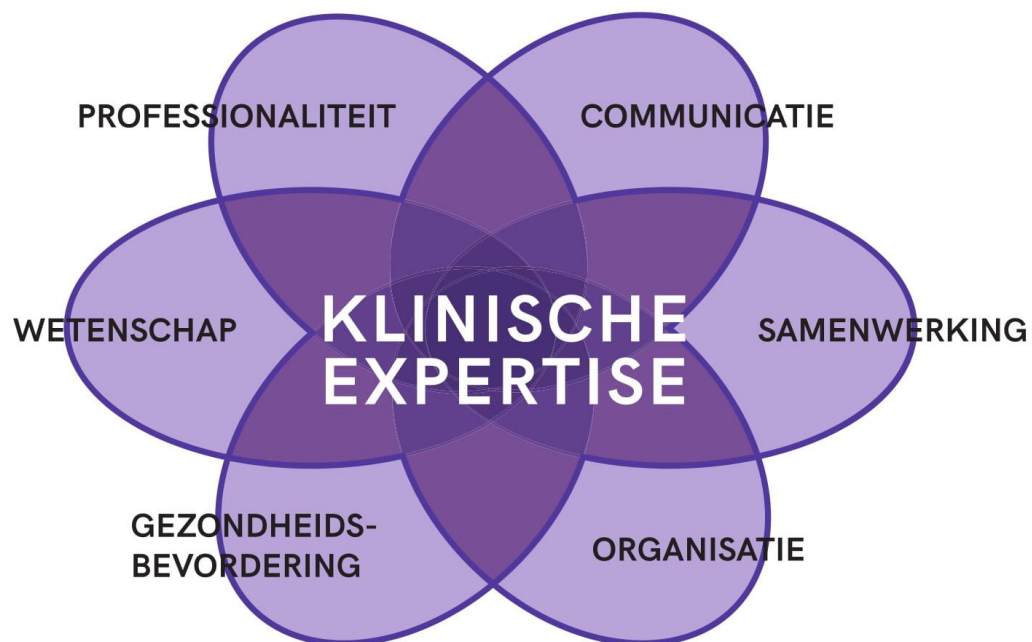 PROFESSIONALITEIT
COMMUNICATIE
WETENSCHAP
KLINISCHE
EXPERTISE
SAMENWERKING
GEZONDHEIDS-
BEVORDERING
ORGANISATIE